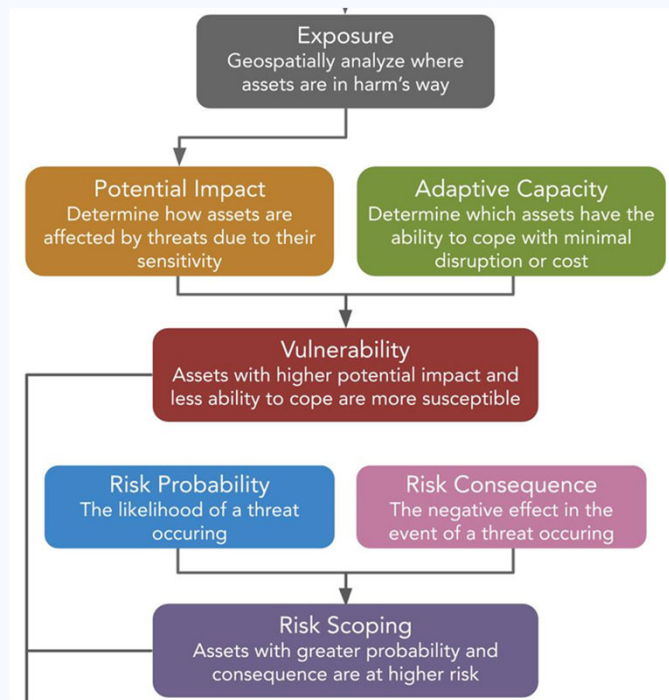 Exposure
Geospatially analyze where
assets are in harm's way
Potential Impact
Determine how assets are
affected by threats due to their
sensitivity
Adaptive Capacity
Determine which assets have the
ability to cope with minimal
disruption or cost
Vulnerability
Assets with higher potential impact and
less ability to cope are more susceptible
Risk Probability
The likelihood of a threat
occuring
Risk Consequence
The negative effect in the
event of a threat occuring
Risk Scoping
Assets with greater probability and
consequence are at higher risk